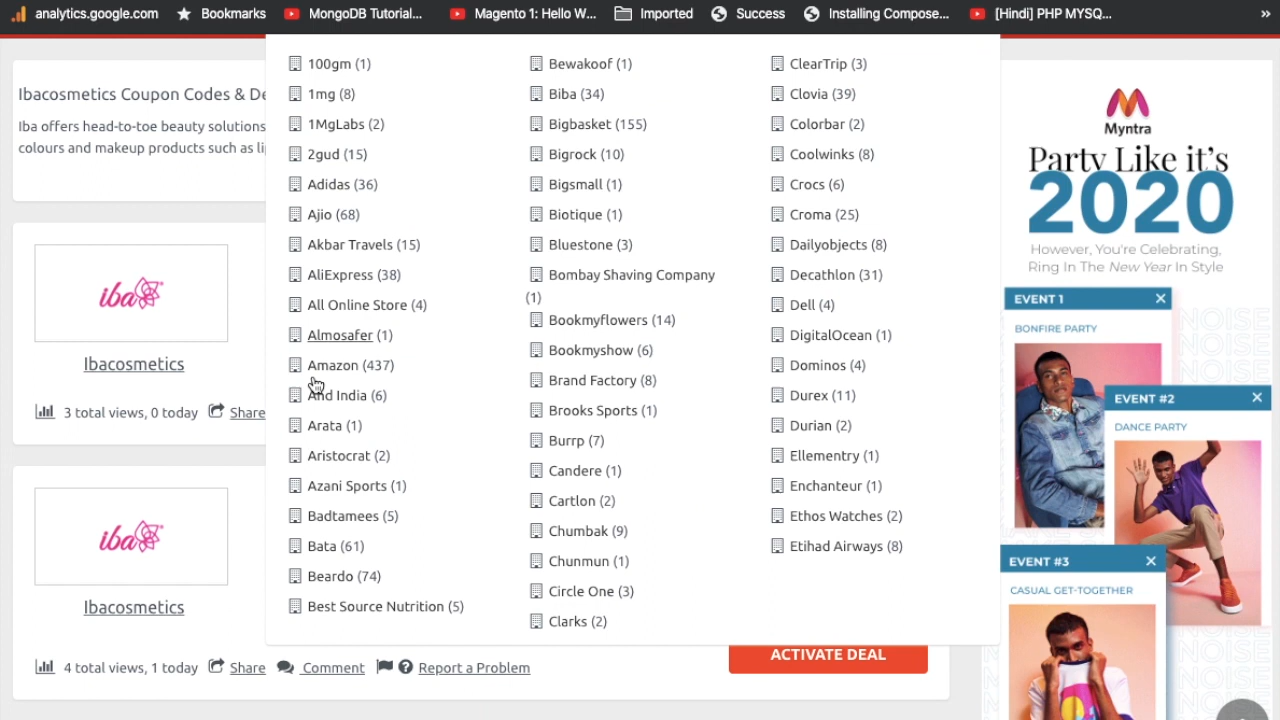 analytics.google.com
Bookmarks
MongoDB Tutorial...
Magento 1: Hello W...
Imported
Success
Installing Compose...
[Hindi] PHP MYSQ...
»
Ibacosmetics Coupon Codes & De
Iba offers head-to-toe beauty solutions
colours and makeup products such as li
iba
Ibacosmetics
3 total views, 0 today
Share
iba
Ibacosmetics
4 total views, 1 today
Share
Comment
Report a Problem
100gm (1)
1mg (8)
1MgLabs (2)
2gud (15)
Adidas (36)
Ajio (68)
Akbar Travels (15)
AliExpress (38)
All Online Store (4)
Almosafer (1)
Amazon (437)
And India (6)
Arata (1)
Aristocrat (2)
Azani Sports (1)
Badtamees (5)
Bata (61)
Beardo (74)
Best Source Nutrition (5)
Bewakoof (1)
Biba (34)
Bigbasket (155)
Bigrock (10)
Bigsmall (1)
Biotique (1)
Bluestone (3)
Bombay Shaving Company
(1)
Bookmyflowers (14)
Bookmyshow (6)
Brand Factory (8)
Brooks Sports (1)
Burrp (7)
Candere (1)
Cartlon (2)
Chumbak (9)
Chunmun (1)
Circle One (3)
Clarks (2)
ClearTrip (3)
Clovia (39)
Colorbar (2)
Coolwinks (8)
Crocs (6)
Croma (25)
Dailyobjects (8)
Decathlon (31)
Dell (4)
DigitalOcean (1)
Dominos (4)
Durex (11)
Durian (2)
Ellementry (1)
Enchanteur (1)
Ethos Watches (2)
Etihad Airways (8)
ACTIVATE DEAL
Myntra
Party Like it's
2020
However, You're Celebrating,
Ring In The New Year In Style
EVENT 1
BONFIRE PARTY
NOISE
EVENT #2
DANCE PARTY
EVENT #3
CASUAL GET-TOGETHER
NOISE
NOISE